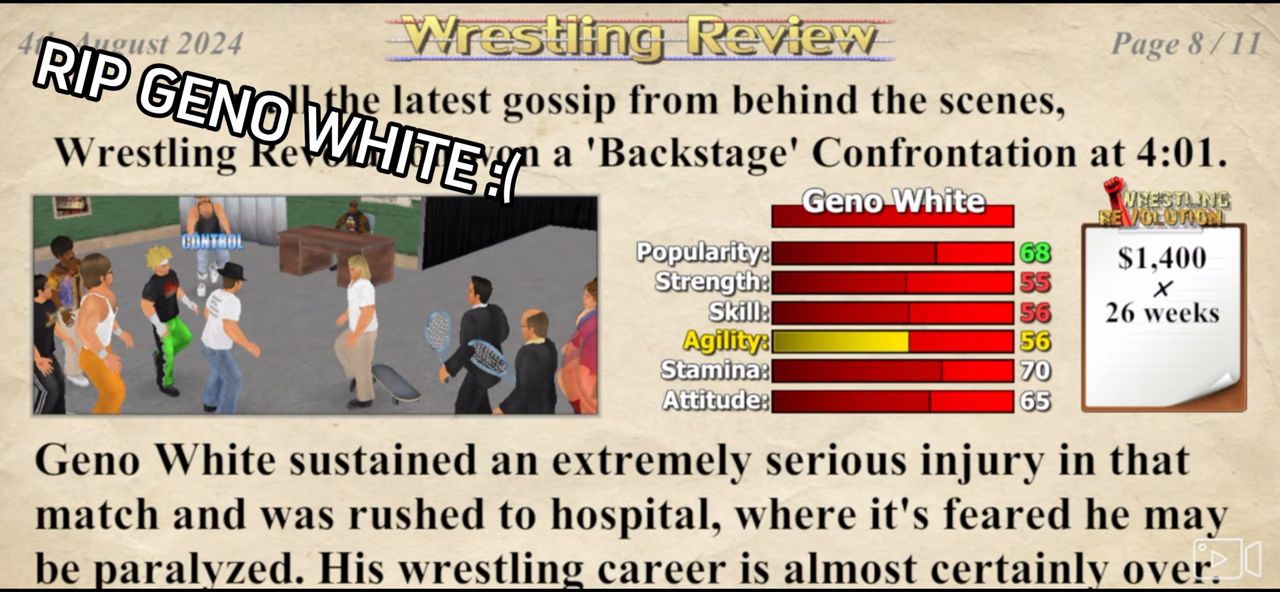 4th August 2024
Wrestling Review
Page 8 / 11
RIP GENO WHITE :(
the latest gossip from behind the scenes,
Wrestling won a 'Backstage' Confrontation at 4:01.
CONTROL
Geno White
Popularity: 68
Strength: 55
Skill: 56
Agility: 56
Stamina: 70
Attitude: 65
WRESTLING
REVOLUTION
$1,400
x
26 weeks
Geno White sustained an extremely serious injury in that
match and was rushed to hospital, where it's feared he may
be paralyzed. His wrestling career is almost certainly over.